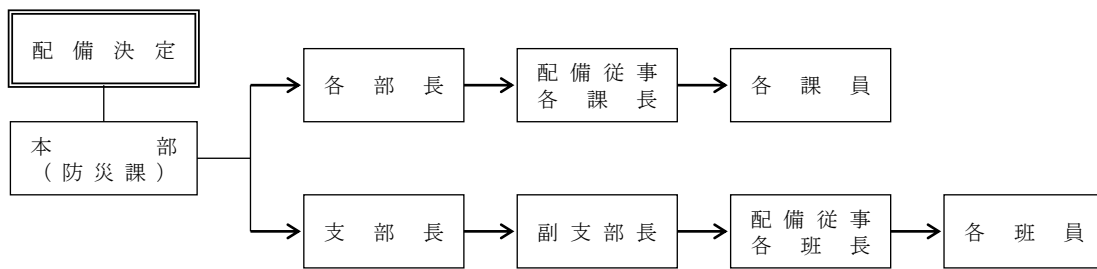 配備決定
本部
（防災課）
各部長
配備従事
各課長
各課員
支部長
副支部長
配備従事
各班長
各班員